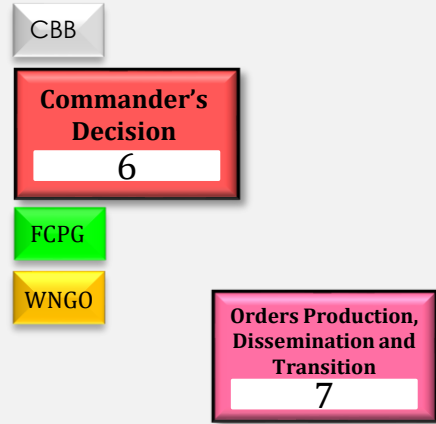 CBB
Commander’s
Decision
6
FCPG
WNGO
Orders Production,
Dissemination and
Transition
7